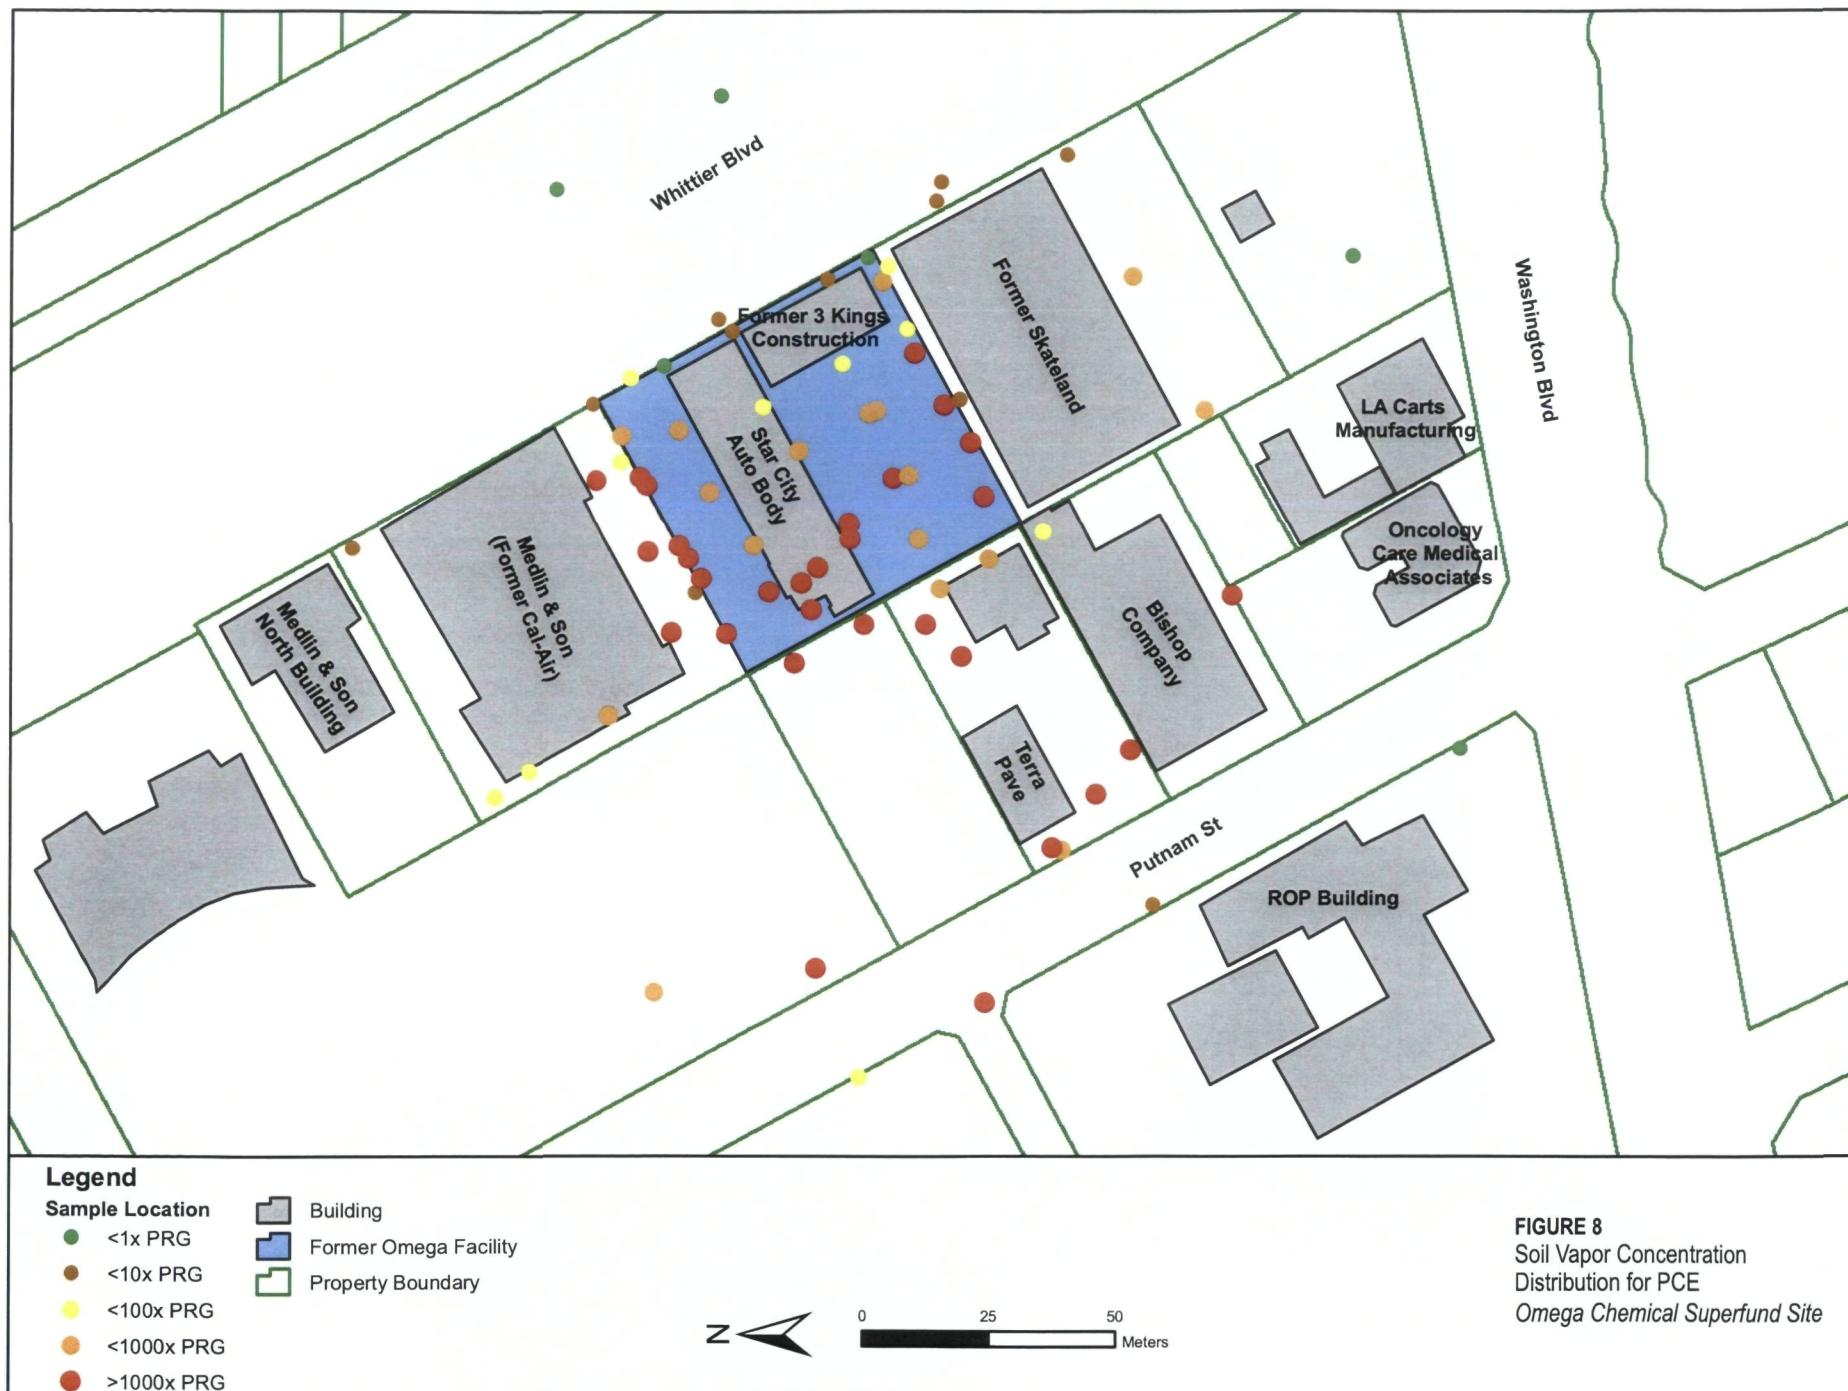 Whittier Blvd
Washington Blvd
Former 3 Kings
Construction
Former Skateland
LA Carts
Manufacturing
Star City
Auto Body
Oncology
Care Medical
Associates
Medlin & Son
(Former Cal-Air)
Medlin & Son
North Building
Bishop
Company
Terra
Pave
Putnam St
ROP Building
Legend
Sample Location
<1x PRG
<10x PRG
<100x PRG
<1000x PRG
>1000x PRG
Building
Former Omega Facility
Property Boundary
N
0 25 50
Meters
FIGURE 8
Soil Vapor Concentration
Distribution for PCE
Omega Chemical Superfund Site